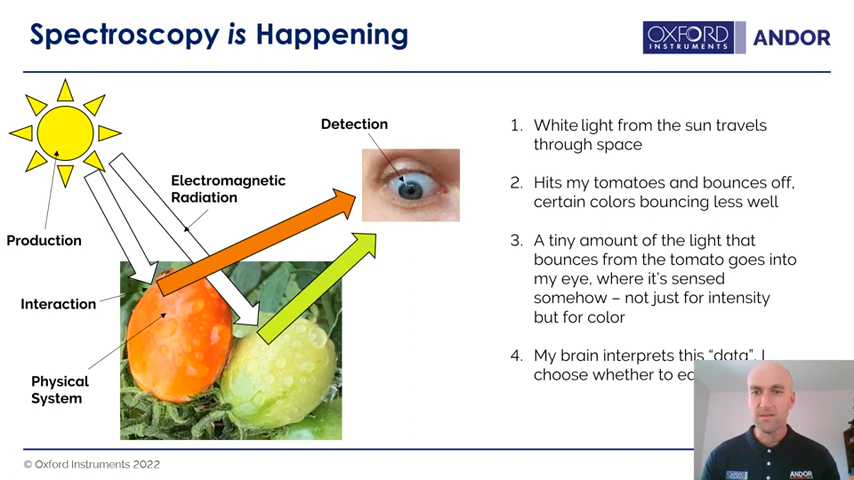 Spectroscopy is Happening
OXFORD
INSTRUMENTS
ANDOR
Detection
Electromagnetic
Radiation
Production
Interaction
Physical
System
1. White light from the sun travels
through space
2. Hits my tomatoes and bounces off,
certain colors bouncing less well
3. A tiny amount of the light that
bounces from the tomato goes into
my eye, where it's sensed
somehow – not just for intensity
but for color
4. My brain interprets this “data”. I
choose whether to
© Oxford Instruments 2022
ANDOR